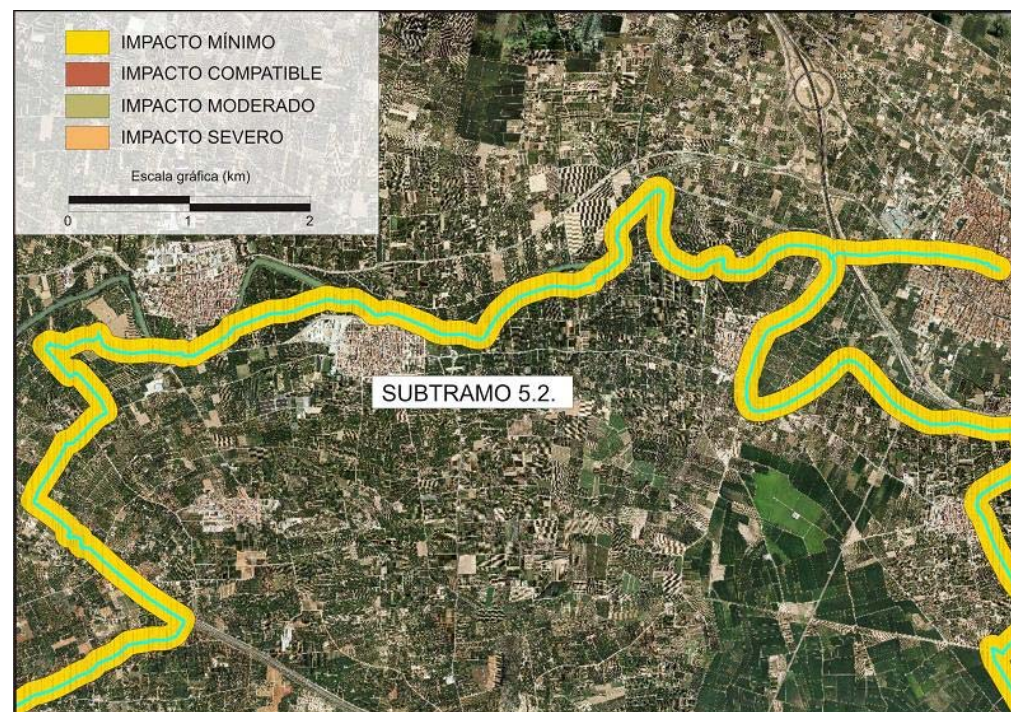 IMPACTO MÍNIMO
IMPACTO COMPATIBLE
IMPACTO MODERADO
IMPACTO SEVERO
Escala gráfica (km)
0 1 2
SUBTRAMO 5.2.